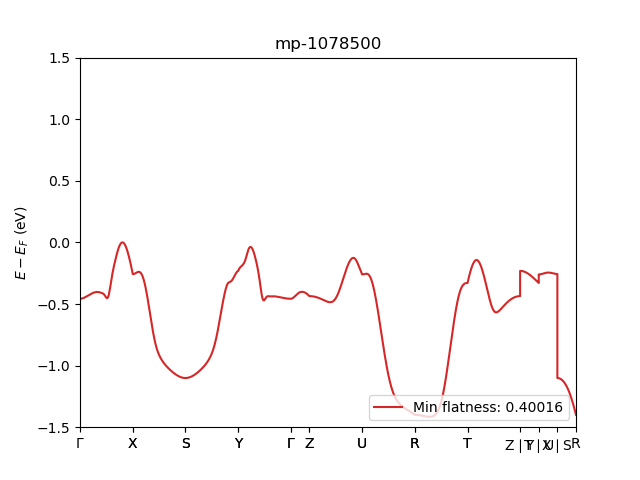 mp-1078500
E − E_F (eV)
1.5
1.0
0.5
0.0
−0.5
−1.0
−1.5
Min flatness: 0.40016
Γ X S Y Γ Z U R T Z | Y Γ | X U | S R